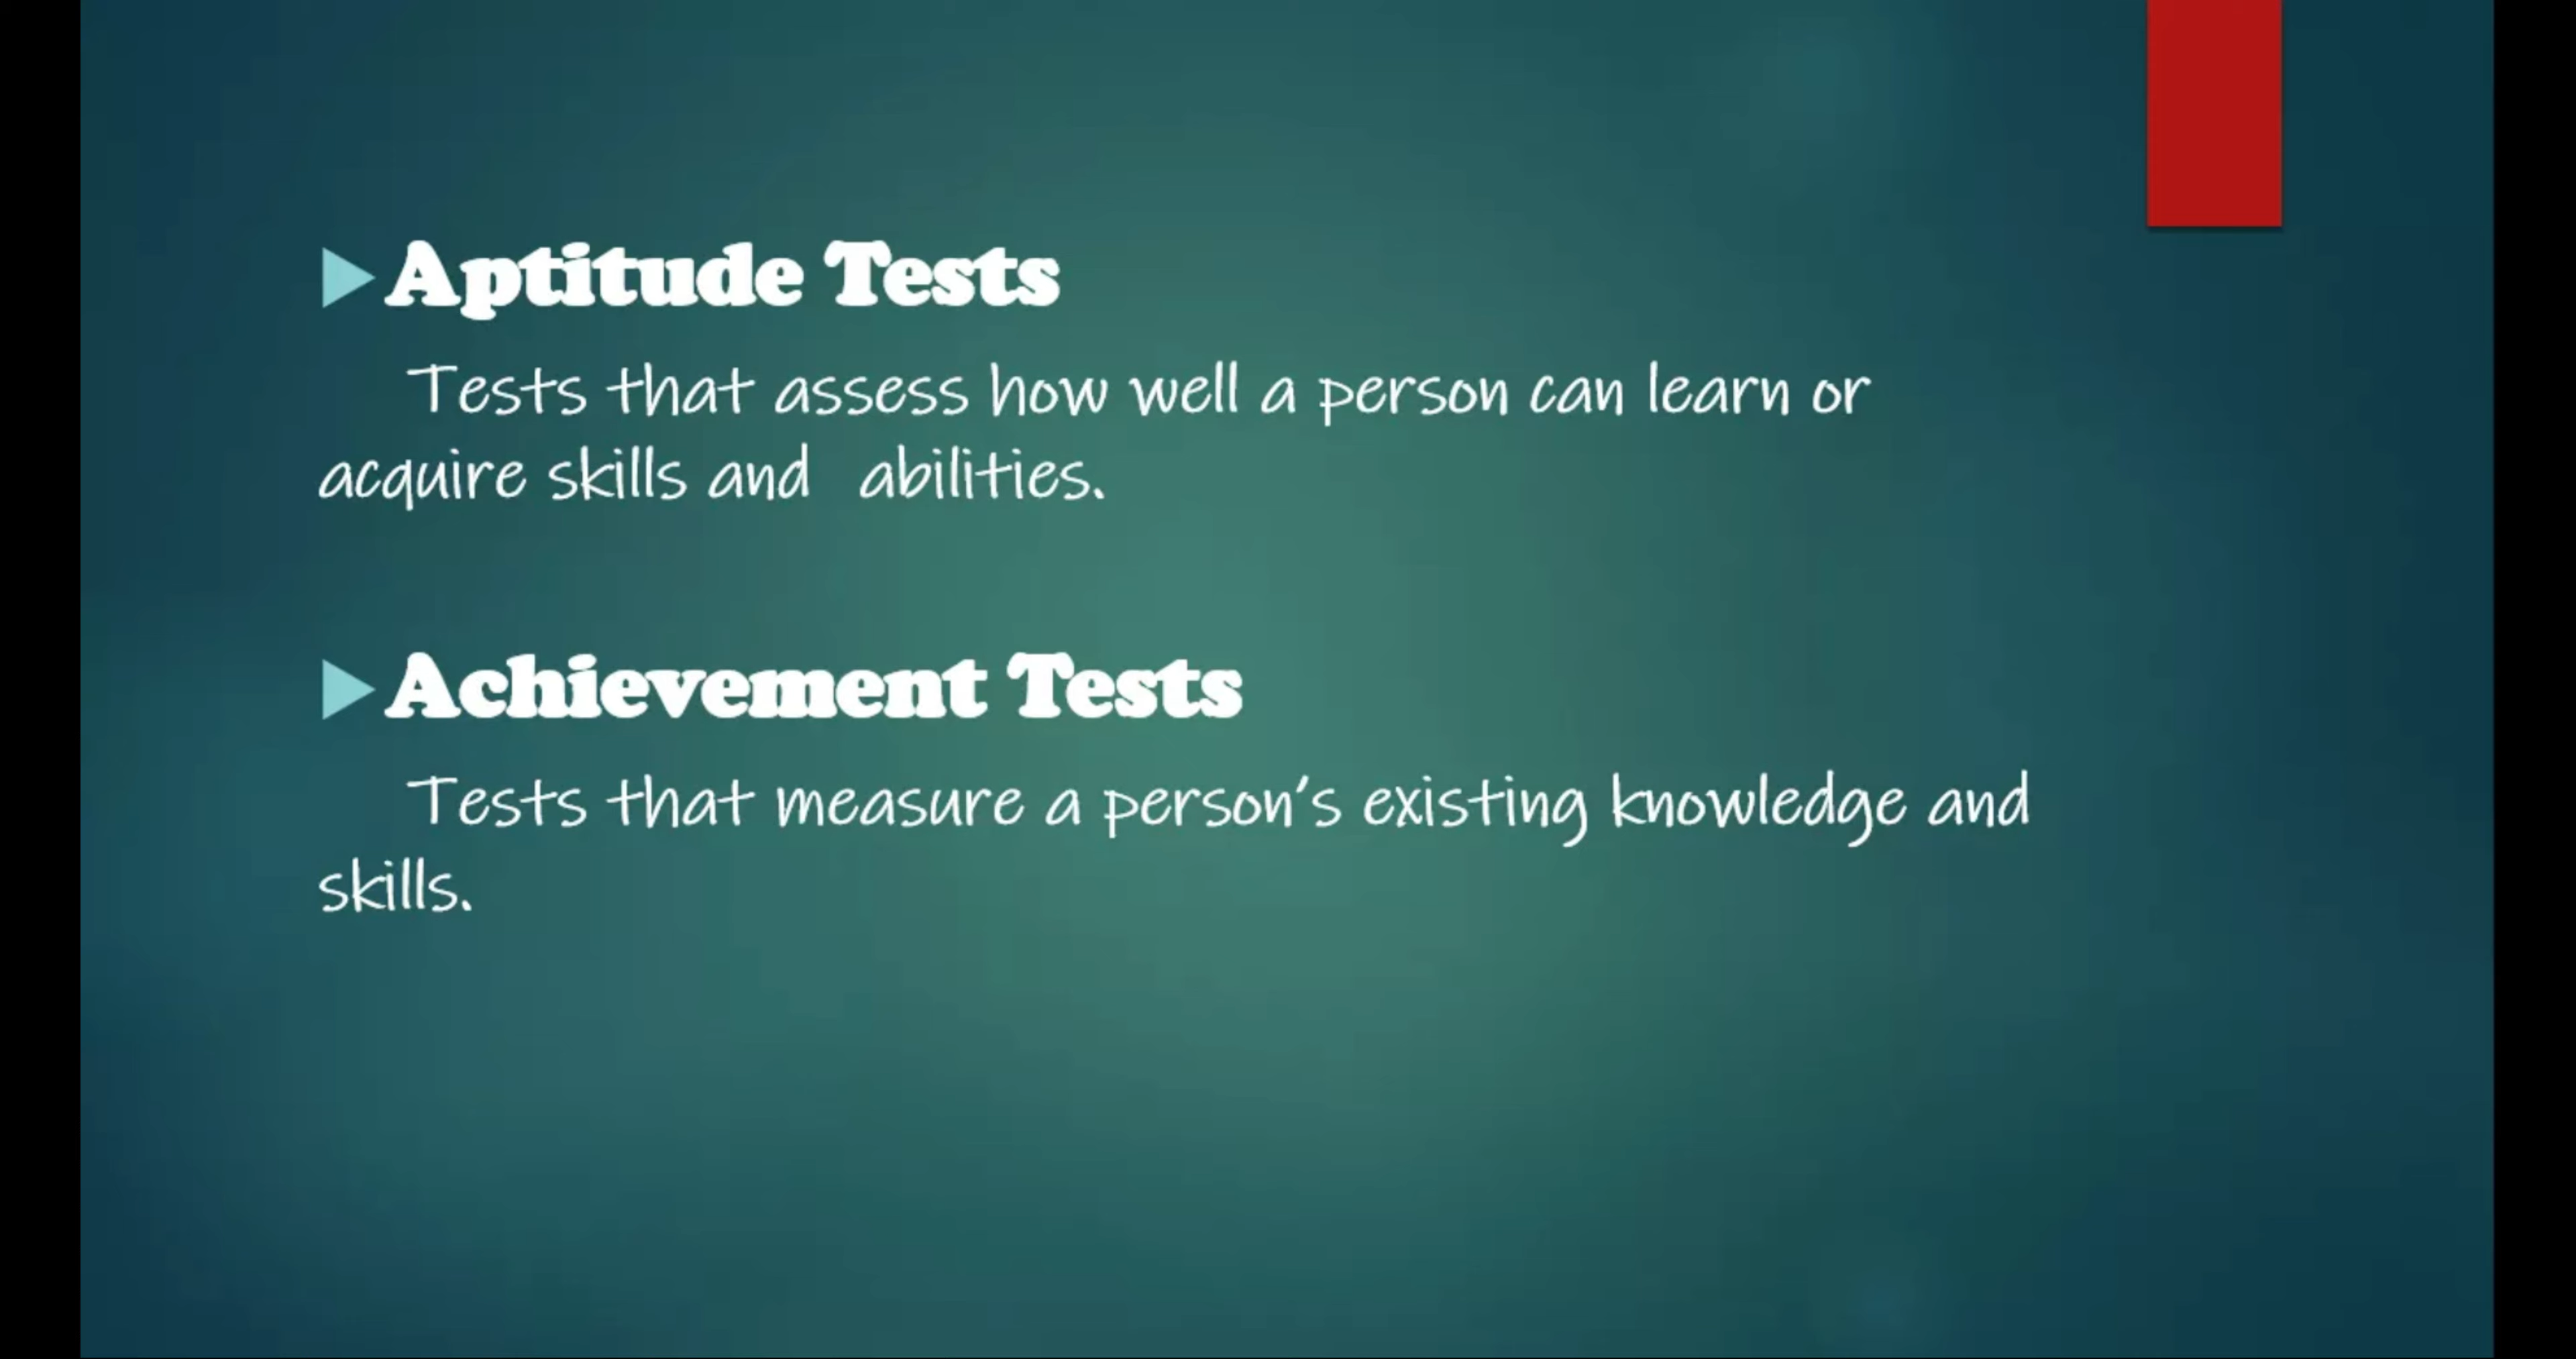 Aptitude Tests
Tests that assess how well a person can learn or
acquire skills and abilities.
Achievement Tests
Tests that measure a person's existing knowledge and
skills.